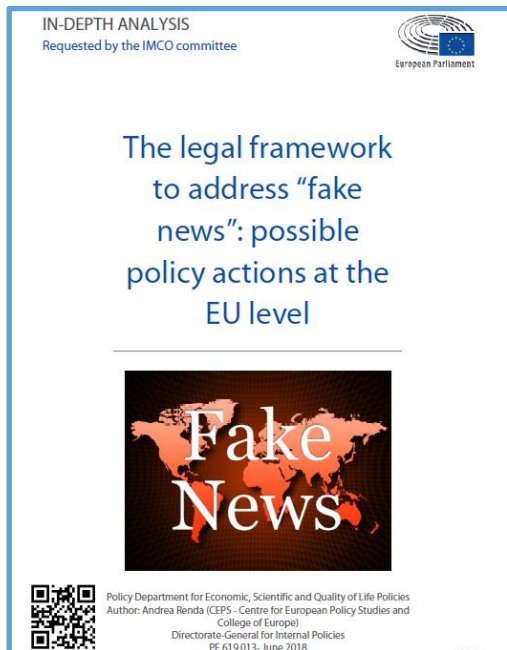 IN-DEPTH ANALYSIS
Requested by the IMCO committee
European Parliament
The legal framework
to address “fake
news”: possible
policy actions at the
EU level
Fake
News
Policy Department for Economic, Scientific and Quality of Life Policies
Author: Andrea Renda (CEPS - Centre for European Policy Studies and
College of Europe)
Directorate-General for Internal Policies
PE 619.013- June 2018